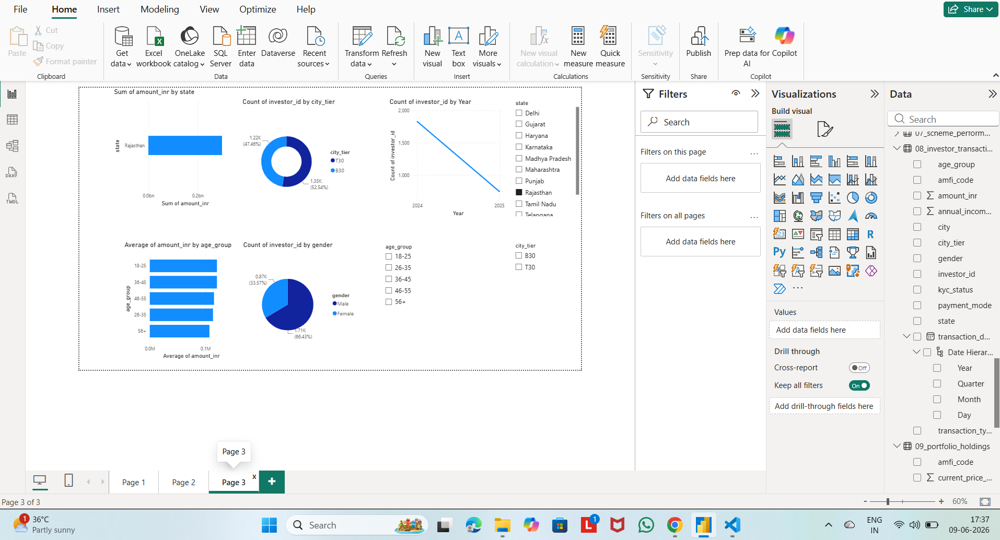 File Home Insert Modeling View Optimize Help Share
Paste
Cut
Copy
Format painter
Clipboard
Get data
Excel workbook
OneLake catalog
SQL Server
Enter data
Dataverse
Recent sources
Data
Transform data
Refresh
Queries
New visual
Text box
More visuals
Insert
New visual calculation
New measure
Quick measure
Calculations
Sensitivity
Sensitivity
Publish
Share
Prep data for AI
Copilot
Copilot
DAX
TMDL
Sum of amount_inr by state
state
Rajasthan
0.0bn 0.2bn
Sum of amount_inr
Count of investor_id by city_tier
1.22K
(47.46%)
1.35K
(52.54%)
city_tier
T30
B30
Count of investor_id by Year
Count of investor_id
2,000
1,500
1,000
2024 2025
Year
state
Delhi
Gujarat
Haryana
Karnataka
Madhya Pradesh
Maharashtra
Punjab
Rajasthan
Tamil Nadu
Telangana
Average of amount_inr by age_group
age_group
18-25
36-45
46-55
26-35
56+
0.0M 0.1M
Average of amount_inr
Count of investor_id by gender
0.87K
(33.57%)
1.71K
(66.43%)
gender
Male
Female
age_group
18-25
26-35
36-45
46-55
56+
city_tier
B30
T30
Filters
Search
Filters on this page ...
Add data fields here
Filters on all pages ...
Add data fields here
Visualizations
Build visual
123
R
Py
...
Values
Add data fields here
Drill through
Cross-report Off
Keep all filters On
Add drill-through fields here
Data
Search
07_scheme_perform...
08_investor_transacti...
age_group
amfi_code
amount_inr
annual_incom...
city
city_tier
gender
investor_id
kyc_status
payment_mode
state
transaction_d...
Date Hierar...
Year
Quarter
Month
Day
transaction_ty...
09_portfolio_holdings
amfi_code
current_price_...
Page 3
Page 1 Page 2 Page 3 x +
Page 3 of 3
- + 60%
1
36°C
Partly sunny
Search
L 1
ENG
IN
17:37
09-06-2026